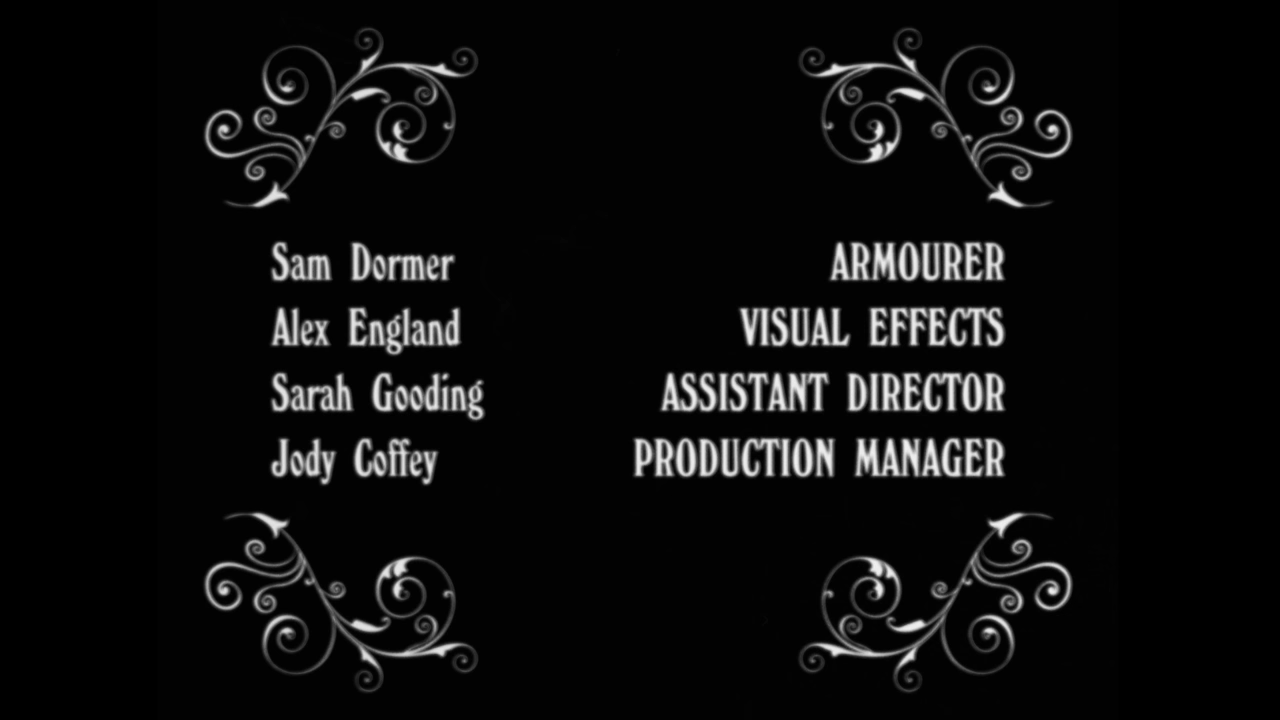 Sam Dormer ARMOURER
Alex England VISUAL EFFECTS
Sarah Gooding ASSISTANT DIRECTOR
Jody Coffey PRODUCTION MANAGER